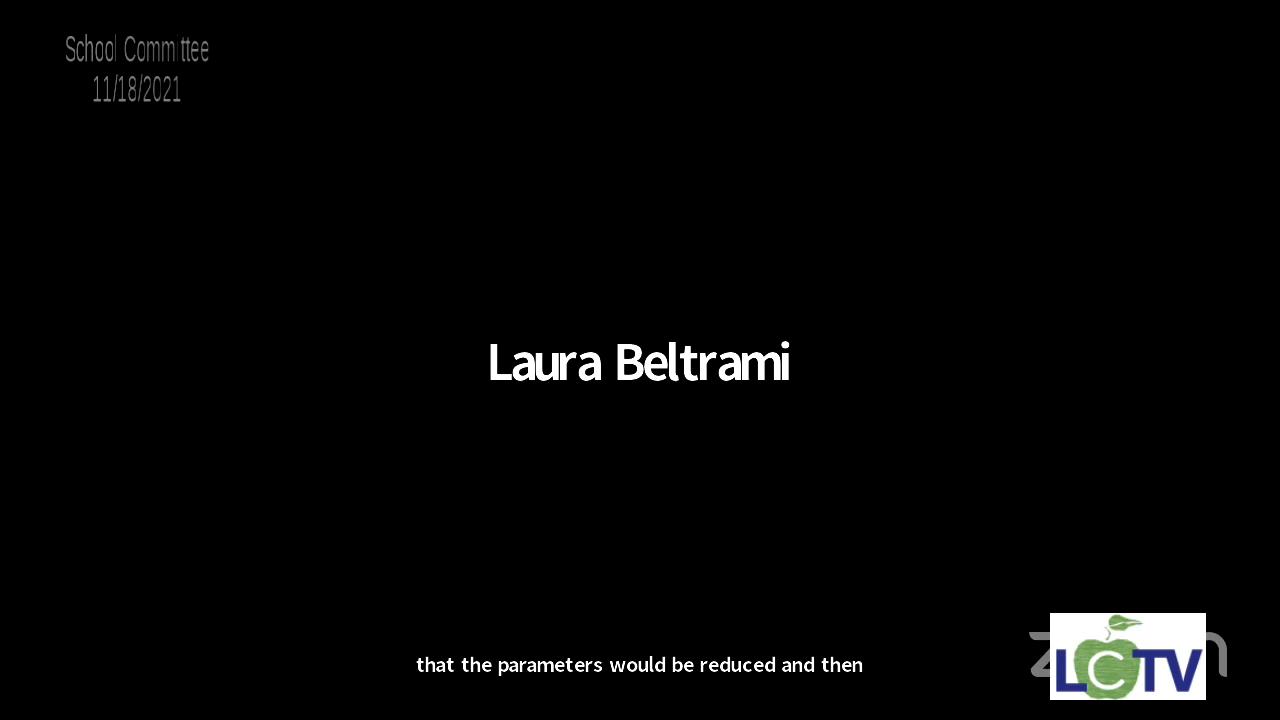 School Committee
11/18/2021
Laura Beltrami
that the parameters would be reduced and then
LCTV